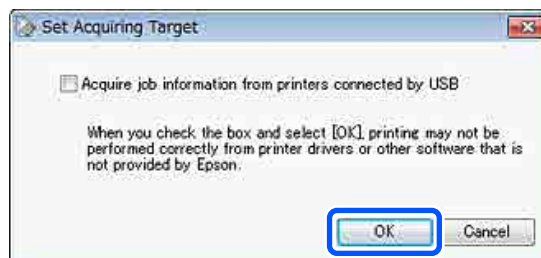 Set Acquiring Target
Acquire job information from printers connected by USB
When you check the box and select [OK], printing may not be
performed correctly from printer drivers or other software that is
not provided by Epson.
OK Cancel